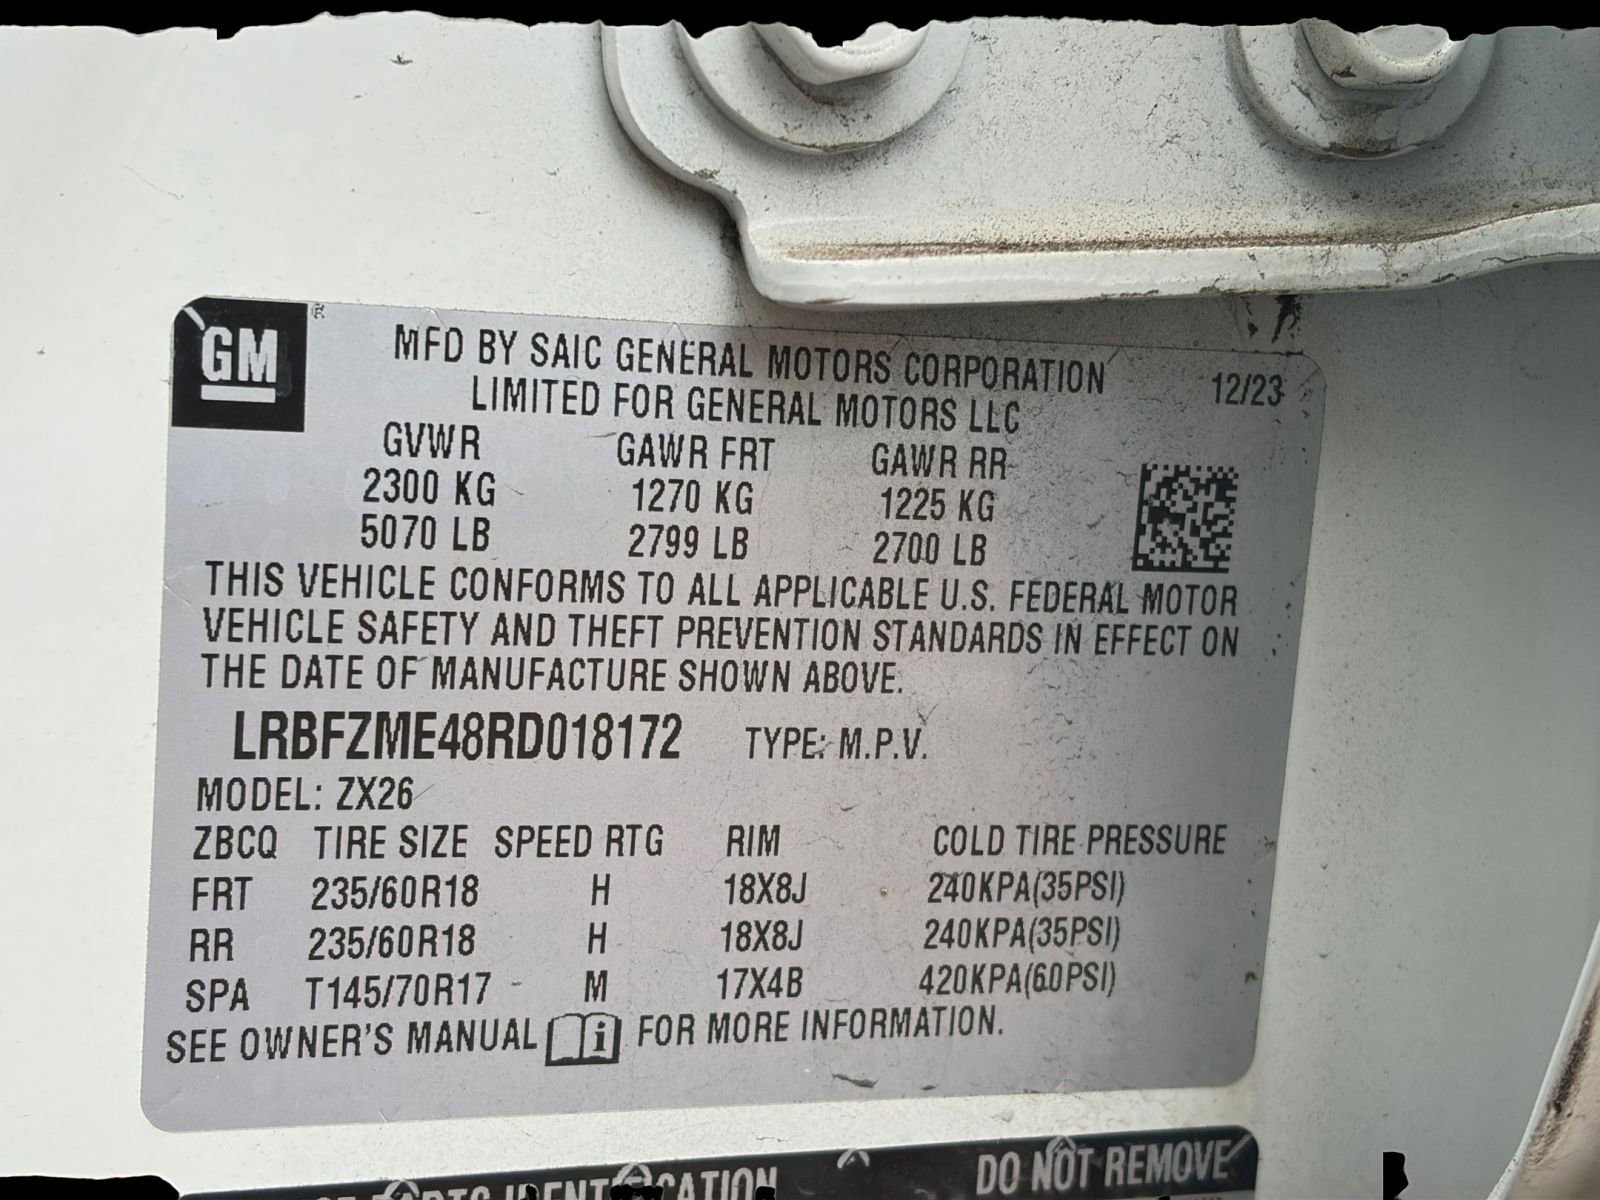 GM ®
MFD BY SAIC GENERAL MOTORS CORPORATION
LIMITED FOR GENERAL MOTORS LLC
12/23
GVWR GAWR FRT GAWR RR
2300 KG 1270 KG 1225 KG
5070 LB 2799 LB 2700 LB
THIS VEHICLE CONFORMS TO ALL APPLICABLE U.S. FEDERAL MOTOR
VEHICLE SAFETY AND THEFT PREVENTION STANDARDS IN EFFECT ON
THE DATE OF MANUFACTURE SHOWN ABOVE.
LRBFZME48RD018172 TYPE: M.P.V.
MODEL: ZX26
ZBCQ TIRE SIZE SPEED RTG RIM COLD TIRE PRESSURE
FRT 235/60R18 H 18X8J 240KPA(35PSI)
RR 235/60R18 H 18X8J 240KPA(35PSI)
SPA T145/70R17 M 17X4B 420KPA(60PSI)
SEE OWNER'S MANUAL i FOR MORE INFORMATION.
PARTS IDENTIFICATION DO NOT REMOVE